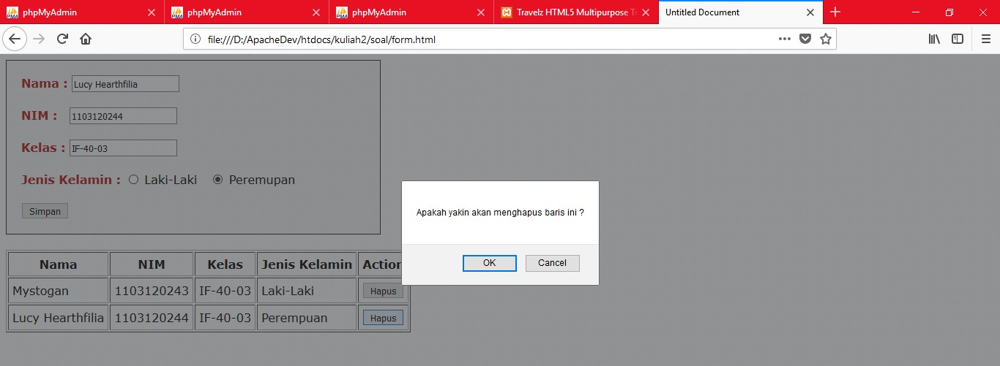 phpMyAdmin
phpMyAdmin
phpMyAdmin
Travelz HTML5 Multipurpose
Untitled Document
file:///D:/ApacheDev/htdocs/kuliah2/soal/form.html
Nama : Lucy Hearthfilia
NIM : 1103120244
Kelas : IF-40-03
Jenis Kelamin : Laki-Laki Peremupan
Simpan
Apakah yakin akan menghapus baris ini ?
OK Cancel
Nama NIM Kelas Jenis Kelamin Action
Mystogan 1103120243 IF-40-03 Laki-Laki Hapus
Lucy Hearthfilia 1103120244 IF-40-03 Perempuan Hapus